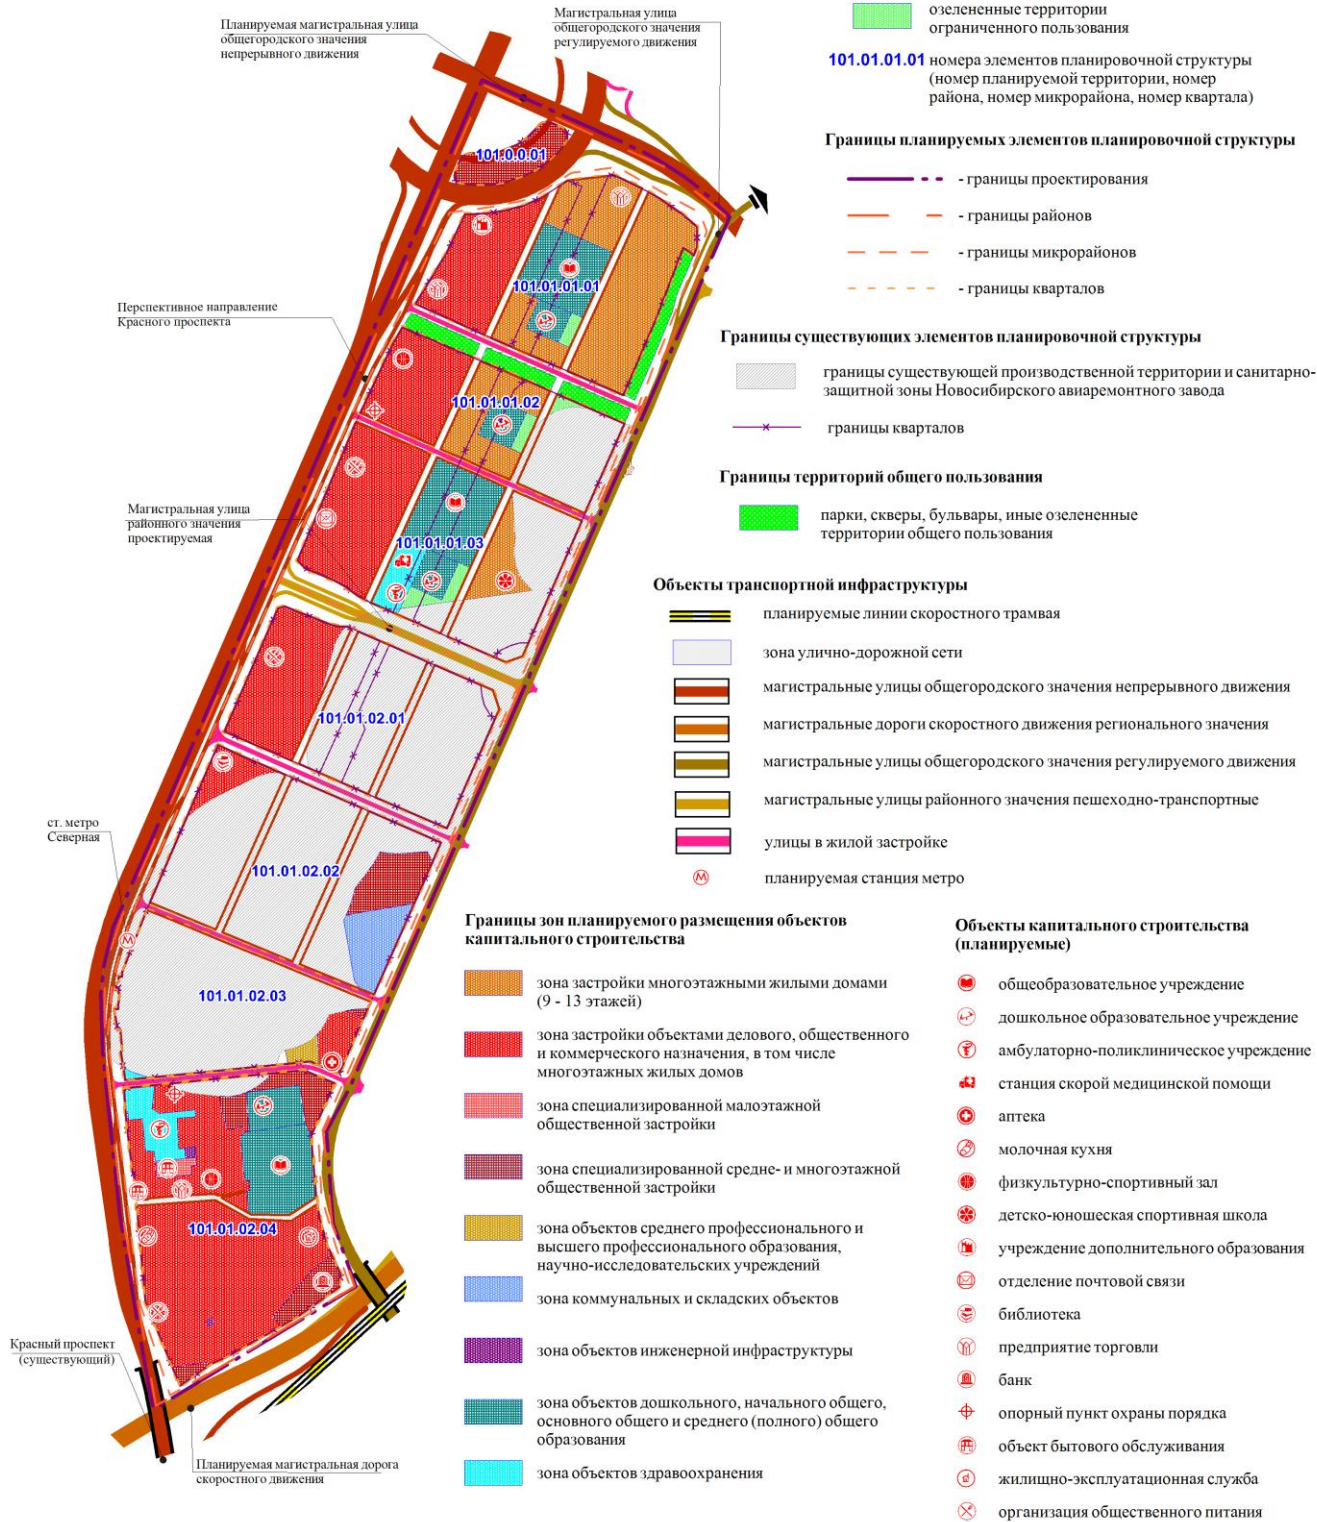 Планируемая магистральная улица
общегородского значения
непрерывного движения
Магистральная улица
общегородского значения
регулируемого движения
Перспективное направление
Красного проспекта
Магистральная улица
районного значения
проектируемая
ст. метро
Северная
Красный проспект
(существующий)
Планируемая магистральная дорога
скоростного движения
101.0.0.01
101.01.01.01
101.01.01.02
101.01.01.03
101.01.02.01
101.01.02.02
101.01.02.03
101.01.02.04
озелененные территории
ограниченного пользования
101.01.01.01 номера элементов планировочной структуры
(номер планируемой территории, номер
района, номер микрорайона, номер квартала)
Границы планируемых элементов планировочной структуры
- границы проектирования
- границы районов
- границы микрорайонов
- границы кварталов
Границы существующих элементов планировочной структуры
границы существующей производственной территории и санитарно-
защитной зоны Новосибирского авиаремонтного завода
границы кварталов
Границы территорий общего пользования
парки, скверы, бульвары, иные озелененные
территории общего пользования
Объекты транспортной инфраструктуры
планируемые линии скоростного трамвая
зона улично-дорожной сети
магистральные улицы общегородского значения непрерывного движения
магистральные дороги скоростного движения регионального значения
магистральные улицы общегородского значения регулируемого движения
магистральные улицы районного значения пешеходно-транспортные
улицы в жилой застройке
планируемая станция метро
Границы зон планируемого размещения объектов
капитального строительства
зона застройки многоэтажными жилыми домами
(9 - 13 этажей)
зона застройки объектами делового, общественного
и коммерческого назначения, в том числе
многоэтажных жилых домов
зона специализированной малоэтажной
общественной застройки
зона специализированной средне- и многоэтажной
общественной застройки
зона объектов среднего профессионального и
высшего профессионального образования,
научно-исследовательских учреждений
зона коммунальных и складских объектов
зона объектов инженерной инфраструктуры
зона объектов дошкольного, начального общего,
основного общего и среднего (полного) общего
образования
зона объектов здравоохранения
Объекты капитального строительства
(планируемые)
общеобразовательное учреждение
дошкольное образовательное учреждение
амбулаторно-поликлиническое учреждение
станция скорой медицинской помощи
аптека
молочная кухня
физкультурно-спортивный зал
детско-юношеская спортивная школа
учреждение дополнительного образования
отделение почтовой связи
библиотека
предприятие торговли
банк
опорный пункт охраны порядка
объект бытового обслуживания
жилищно-эксплуатационная служба
организация общественного питания